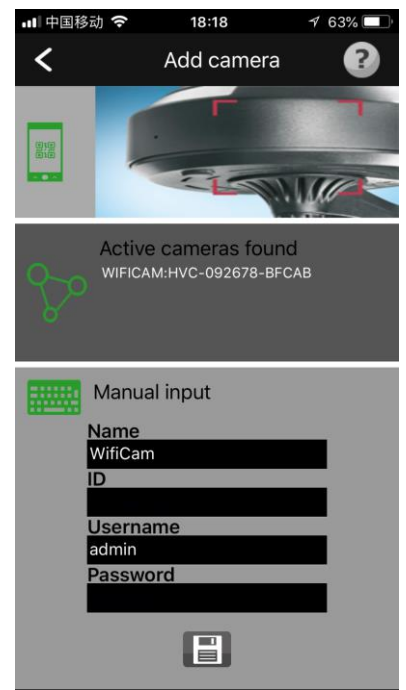 中国移动 18:18 63%
Add camera ?
Active cameras found
WIFICAM:HVC-092678-BFCAB
Manual input
Name
WifiCam
ID
Username
admin
Password